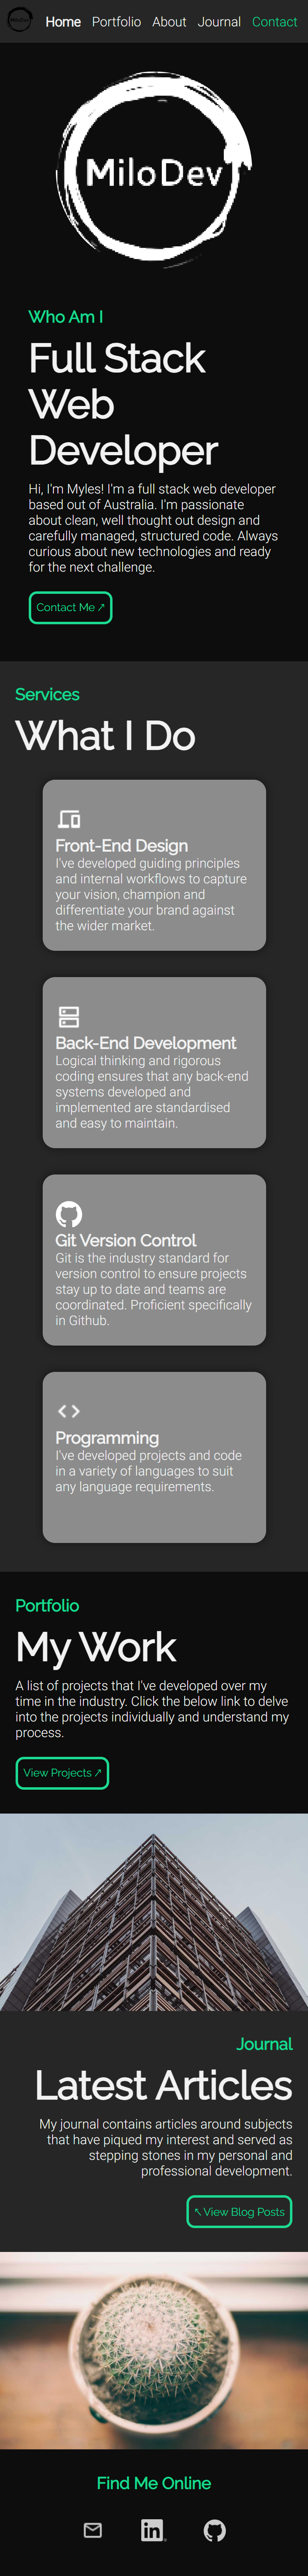 MiloDev Home Portfolio About Journal Contact
MiloDev
Who Am I
Full Stack
Web
Developer
Hi, I'm Myles! I'm a full stack web developer
based out of Australia. I'm passionate
about clean, well thought out design and
carefully managed, structured code. Always
curious about new technologies and ready
for the next challenge.
Contact Me ↗
Services
What I Do
Front-End Design
I've developed guiding principles
and internal workflows to capture
your vision, champion and
differentiate your brand against
the wider market.
Back-End Development
Logical thinking and rigorous
coding ensures that any back-end
systems developed and
implemented are standardised
and easy to maintain.
Git Version Control
Git is the industry standard for
version control to ensure projects
stay up to date and teams are
coordinated. Proficient specifically
in Github.
Programming
I've developed projects and code
in a variety of languages to suit
any language requirements.
Portfolio
My Work
A list of projects that I've developed over my
time in the industry. Click the below link to delve
into the projects individually and understand my
process.
View Projects ↗
Journal
Latest Articles
My journal contains articles around subjects
that have piqued my interest and served as
stepping stones in my personal and
professional development.
↖ View Blog Posts
Find Me Online
in